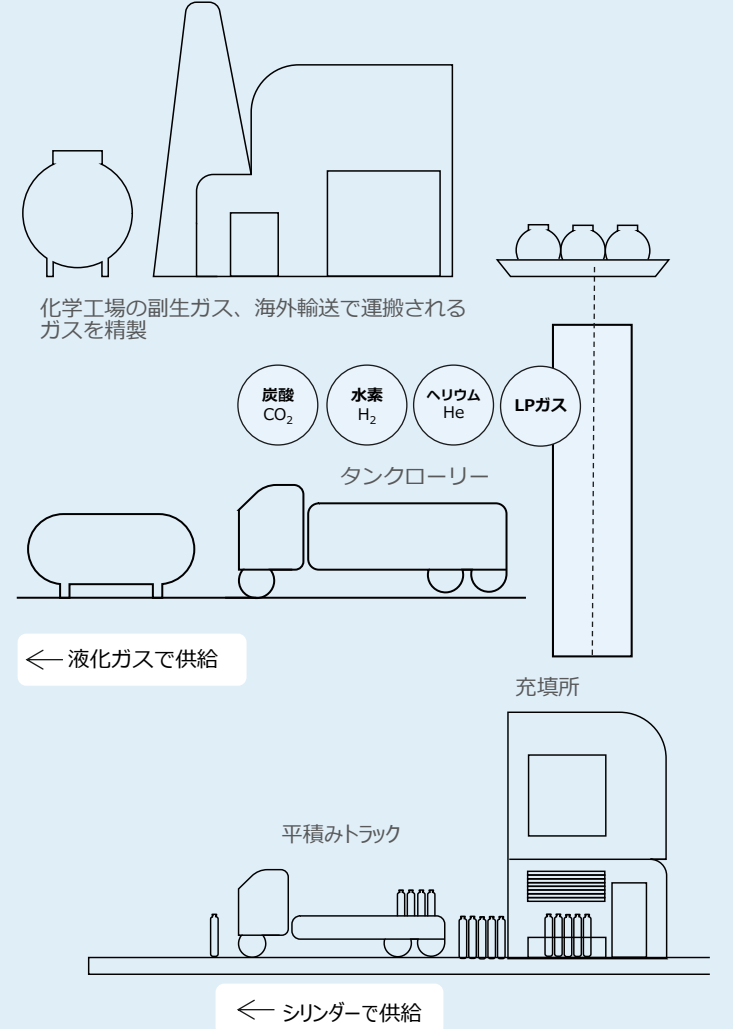 化学工場の副生ガス、海外輸送で運搬される
ガスを精製
炭酸
CO₂
水素
H₂
ヘリウム
He
LPガス
タンクローリー
← 液化ガスで供給
充填所
平積みトラック
← シリンダーで供給